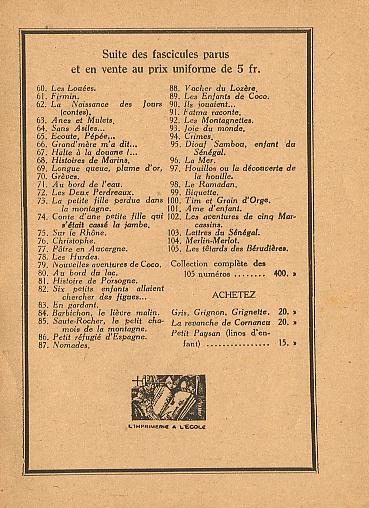 Suite des fascicules parus
et en vente au prix uniforme de 5 fr.
60. Les Louées.
61. Firmin.
62. La Naissance des Jours
(contes).
63. Anes et Mulets.
64. Sans Asiles...
65. Ecoute, Pépée...
66. Grand'mère m'a dit...
67. Halte à la douane !...
68. Histoires de Marins.
69. Longue queue, plume d'or,
70. Grèves.
71. Au bord de l'eau.
72. Les Deux Perdreaux.
73. La petite fille perdue dans
la montagne.
74. Conte d'une petite fille qui
s'était cassé la jambe.
75. Sur le Rhône.
76. Christophe.
77. Pâtre en Auvergne.
78. Les Hurdes.
79. Nouvelles aventures de Coco.
80. Au bord du lac.
81. Histoire de Porsogne.
82. Six petits enfants allaient
chercher des figues...
83. En gardant.
84. Barbichon, le lièvre malin.
85. Saute-Rocher, le petit cha-
mois de la montagne.
86. Petit réfugié d'Espagne.
87. Nomades.
88. Vacher du Lozère.
89. Les Enfants de Coco.
90. Ils jouaient...
91. Fatma raconte.
92. Les Montagnettes.
93. Joie du monde.
94. Crimes.
95. Dioaf Sambou, enfant du
Sénégal.
96. La Mer.
97. Houilles ou la découverte de
la houille.
98. Le Ramadan.
99. Biquette.
100. Tim et Grain d'Orge.
101. Ame d'enfant.
102. Les aventures de cinq Mar-
cassins.
103. Lettres du Sénégal.
104. Merlin-Merlot.
105. Les têtards des Bérudières.
Collection complète des
105 numéros ........ 400. »
ACHETEZ
Gris, Grignon, Grignette. 20. »
La revanche de Cornancu 20. »
Petit Paysan (linos d'en-
fant) ................ 15. »
L'IMPRIMERIE A L'ÉCOLE